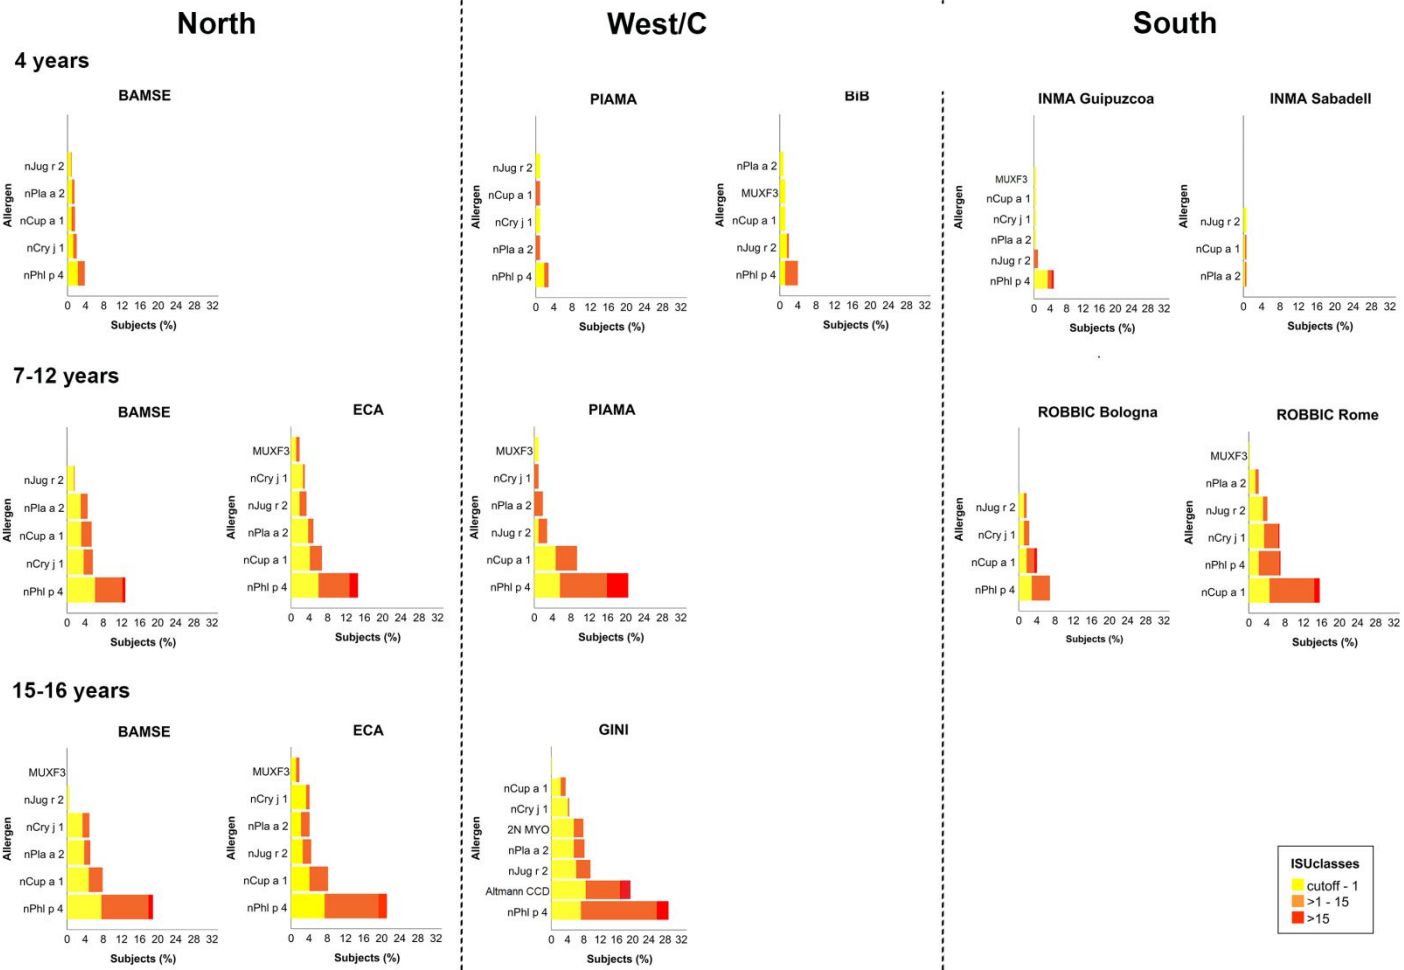 North
West/C
South
4 years
BAMSE
Allergen
nJug r 2
nPla a 2
nCup a 1
nCry j 1
nPhl p 4
0 4 8 12 16 20 24 28 32
Subjects (%)
PIAMA
Allergen
nJug r 2
nCup a 1
nCry j 1
nPla a 2
nPhl p 4
0 4 8 12 16 20 24 28 32
Subjects (%)
BiB
Allergen
nPla a 2
MUXF3
nCup a 1
nJug r 2
nPhl p 4
0 4 8 12 16 20 24 28 32
Subjects (%)
INMA Guipuzcoa
Allergen
MUXF3
nCup a 1
nCry j 1
nPla a 2
nJug r 2
nPhl p 4
0 4 8 12 16 20 24 28 32
Subjects (%)
INMA Sabadell
Allergen
nJug r 2
nCup a 1
nPla a 2
0 4 8 12 16 20 24 28 32
Subjects (%)
7-12 years
BAMSE
Allergen
nJug r 2
nPla a 2
nCup a 1
nCry j 1
nPhl p 4
0 4 8 12 16 20 24 28 32
Subjects (%)
ECA
Allergen
MUXF3
nCry j 1
nJug r 2
nPla a 2
nCup a 1
nPhl p 4
0 4 8 12 16 20 24 28 32
Subjects (%)
PIAMA
Allergen
MUXF3
nCry j 1
nPla a 2
nJug r 2
nCup a 1
nPhl p 4
0 4 8 12 16 20 24 28 32
Subjects (%)
ROBBIC Bologna
Allergen
nJug r 2
nCry j 1
nCup a 1
nPhl p 4
0 4 8 12 16 20 24 28 32
Subjects (%)
ROBBIC Rome
Allergen
MUXF3
nPla a 2
nJug r 2
nCry j 1
nPhl p 4
nCup a 1
0 4 8 12 16 20 24 28 32
Subjects (%)
15-16 years
BAMSE
Allergen
MUXF3
nJug r 2
nCry j 1
nPla a 2
nCup a 1
nPhl p 4
0 4 8 12 16 20 24 28 32
Subjects (%)
ECA
Allergen
MUXF3
nCry j 1
nPla a 2
nJug r 2
nCup a 1
nPhl p 4
0 4 8 12 16 20 24 28 32
Subjects (%)
GINI
Allergen
nCup a 1
nCry j 1
2N MYO
nPla a 2
nJug r 2
Altmann CCD
nPhl p 4
0 4 8 12 16 20 24 28 32
Subjects (%)
ISUclasses
cutoff - 1
>1 - 15
>15